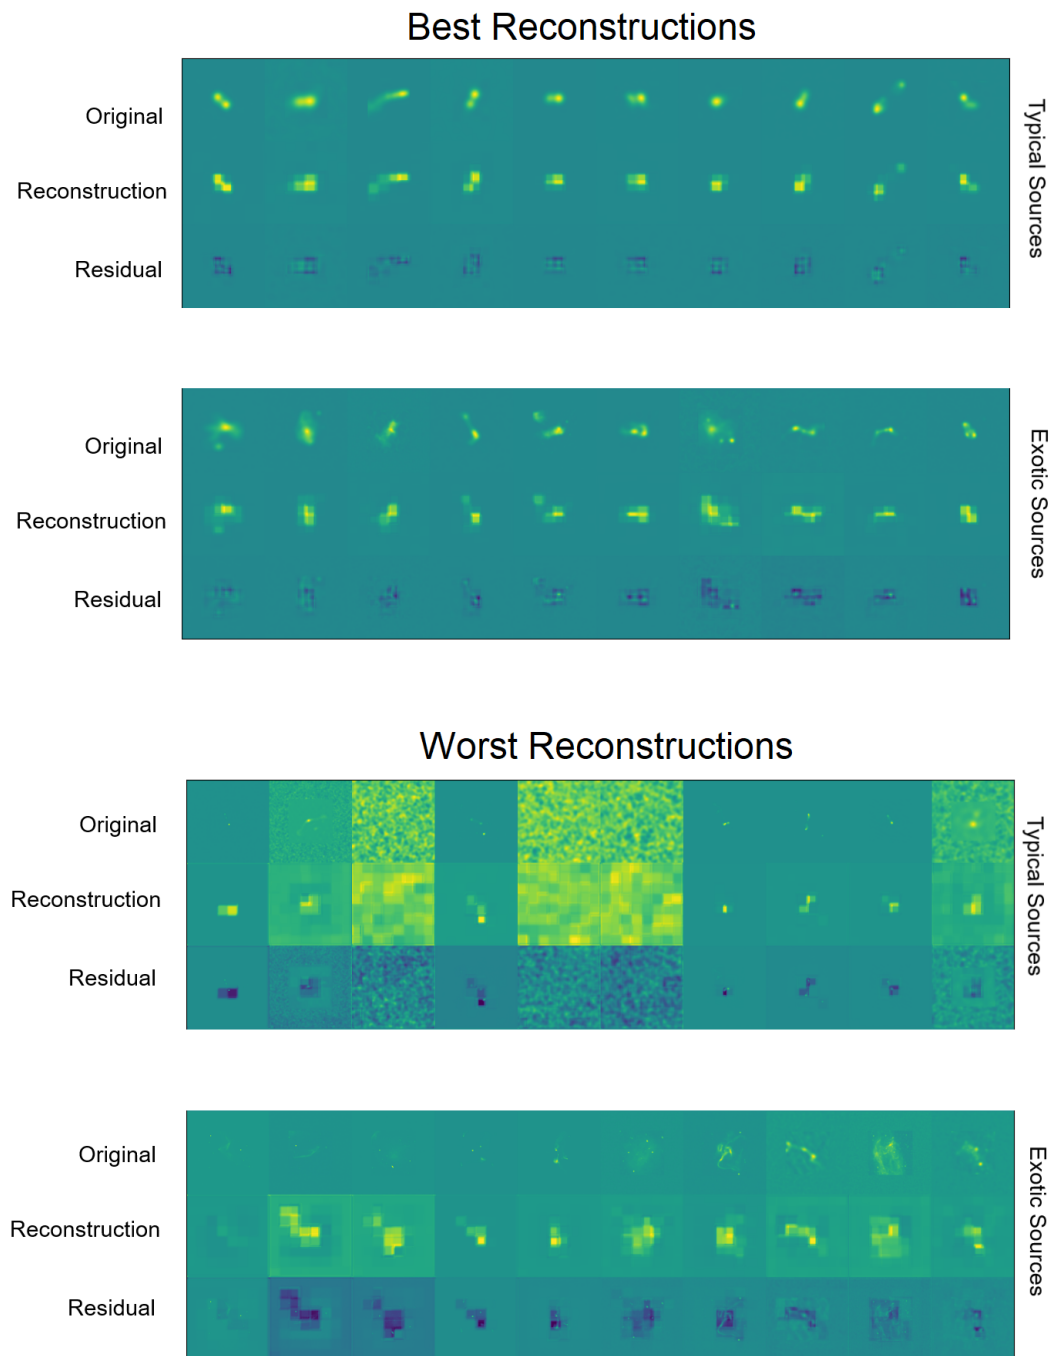 Best Reconstructions
Original
Reconstruction
Residual
Typical Sources
Original
Reconstruction
Residual
Exotic Sources
Worst Reconstructions
Original
Reconstruction
Residual
Typical Sources
Original
Reconstruction
Residual
Exotic Sources